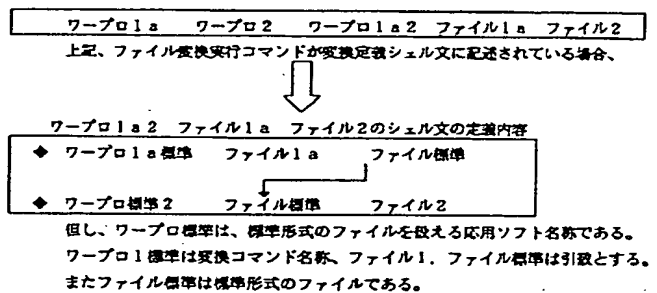 ワープロ1a ワープロ2 ワープロ1a2 ファイル1a ファイル2
上記、ファイル変換実行コマンドが変換定義シェル文に記述されている場合、
ワープロ1a2 ファイル1a ファイル2のシェル文の定義内容
◆ ワープロ1a標準 ファイル1a ファイル標準
◆ ワープロ標準2 ファイル標準 ファイル2
但し、ワープロ標準は、標準形式のファイルを扱える応用ソフト名称である。
ワープロ1標準は変換コマンド名称、ファイル1，ファイル標準は引数とする。
またファイル標準は標準形式のファイルである。